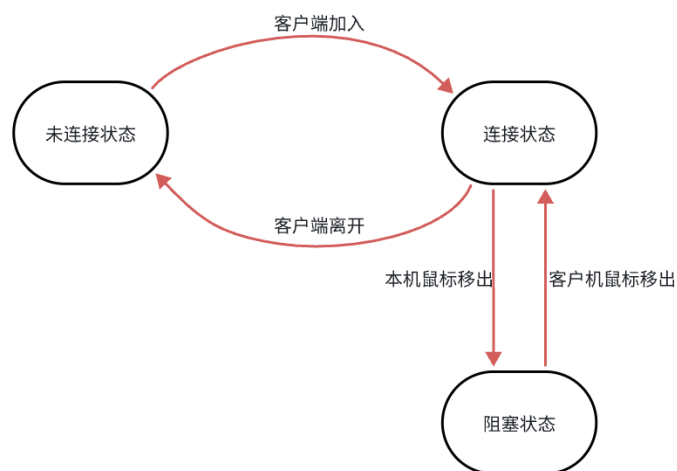 客户端加入
未连接状态
连接状态
客户端离开
本机鼠标移出
客户机鼠标移出
阻塞状态